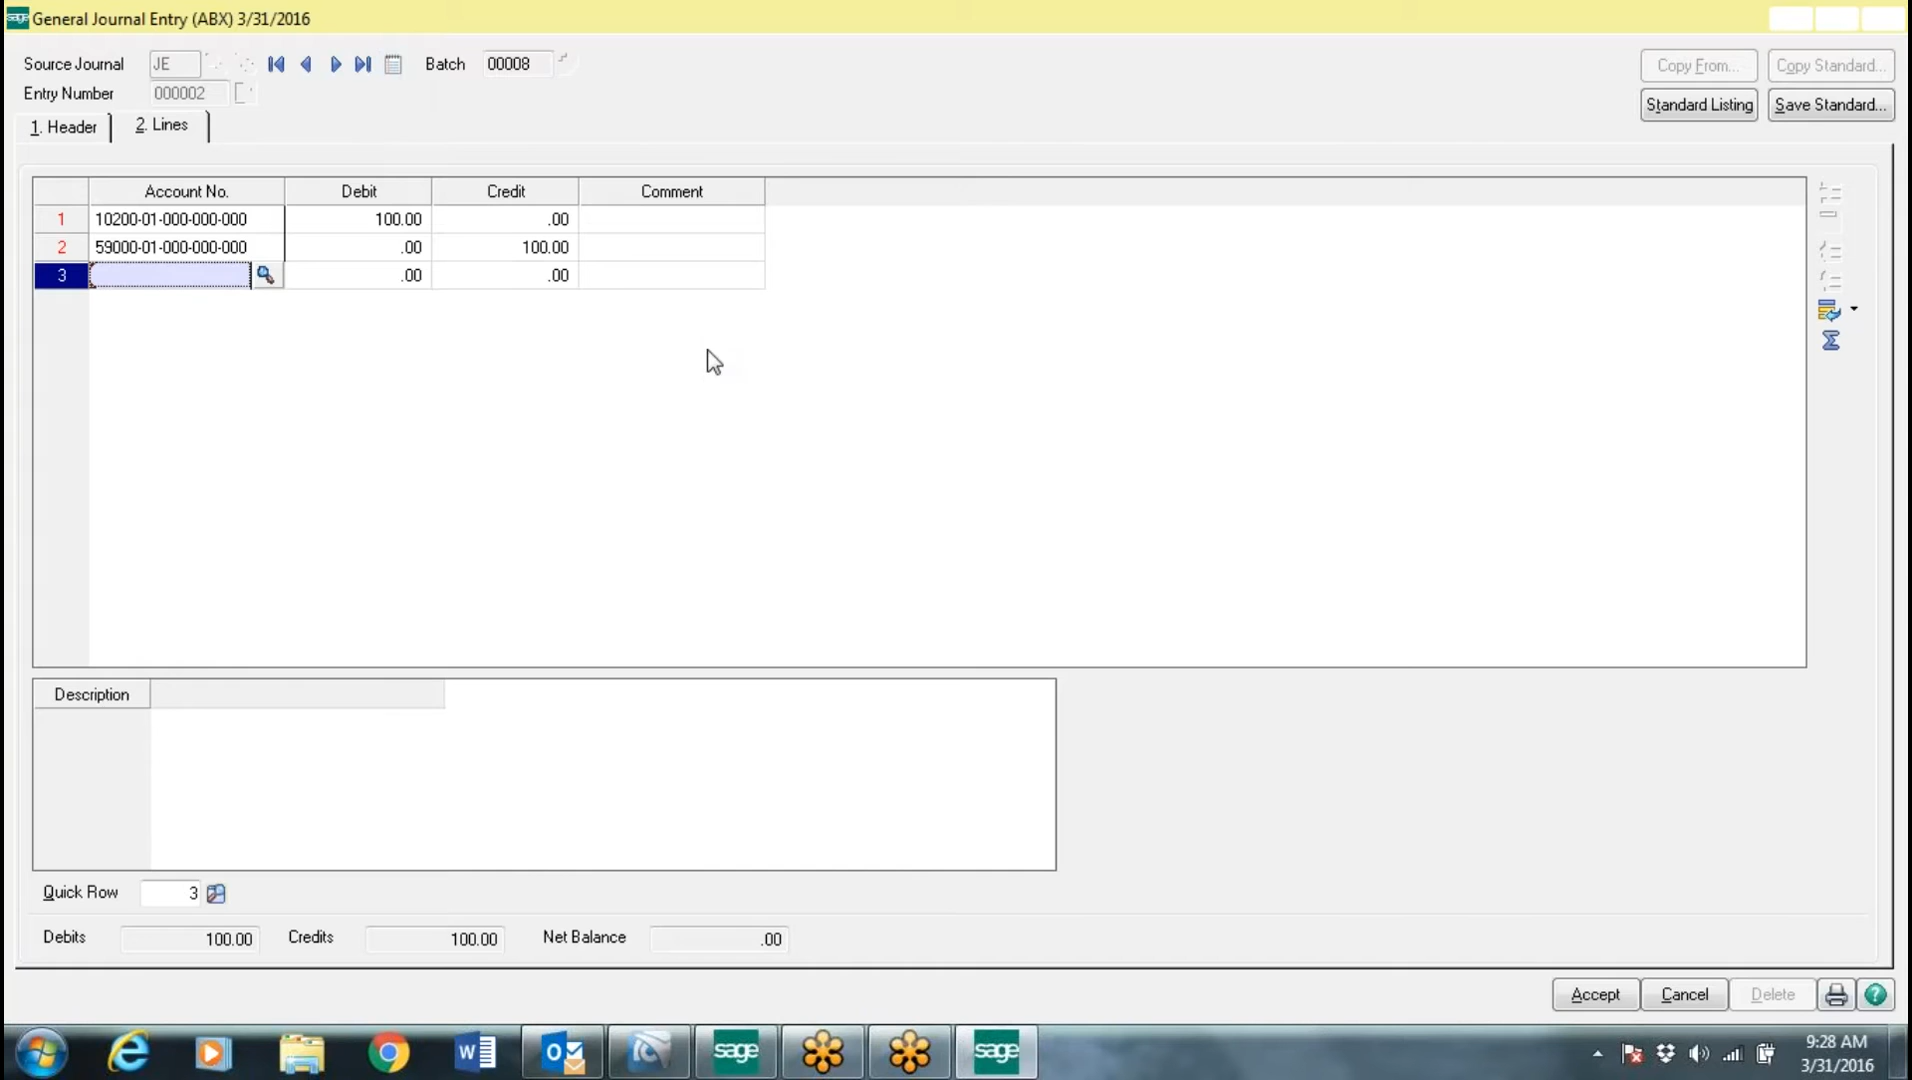 sage General Journal Entry (ABX) 3/31/2016
Source Journal JE Batch 00008 Copy From... Copy Standard...
Entry Number 000002 Standard Listing Save Standard...
1. Header 2. Lines
Account No. Debit Credit Comment
1 10200-01-000-000-000 100.00 .00
2 59000-01-000-000-000 .00 100.00
3 .00 .00
Description
Quick Row 3
Debits 100.00 Credits 100.00 Net Balance .00
Accept Cancel Delete
sage sage
9:28 AM
3/31/2016